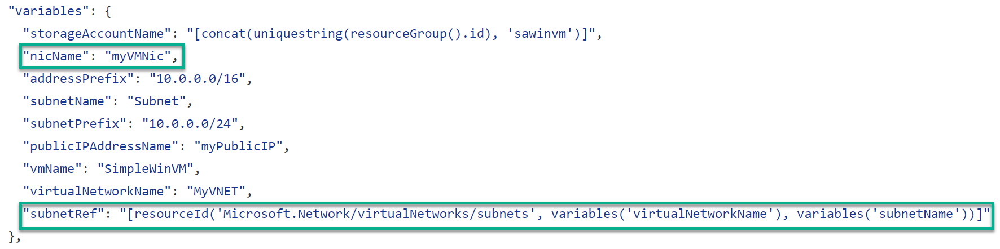 "variables": {
"storageAccountName": "[concat(uniquestring(resourceGroup().id), 'sawinvm')]",
"nicName": "myVMNic",
"addressPrefix": "10.0.0.0/16",
"subnetName": "Subnet",
"subnetPrefix": "10.0.0.0/24",
"publicIPAddressName": "myPublicIP",
"vmName": "SimpleWinVM",
"virtualNetworkName": "MyVNET",
"subnetRef": "[resourceId('Microsoft.Network/virtualNetworks/subnets', variables('virtualNetworkName'), variables('subnetName'))]"
},